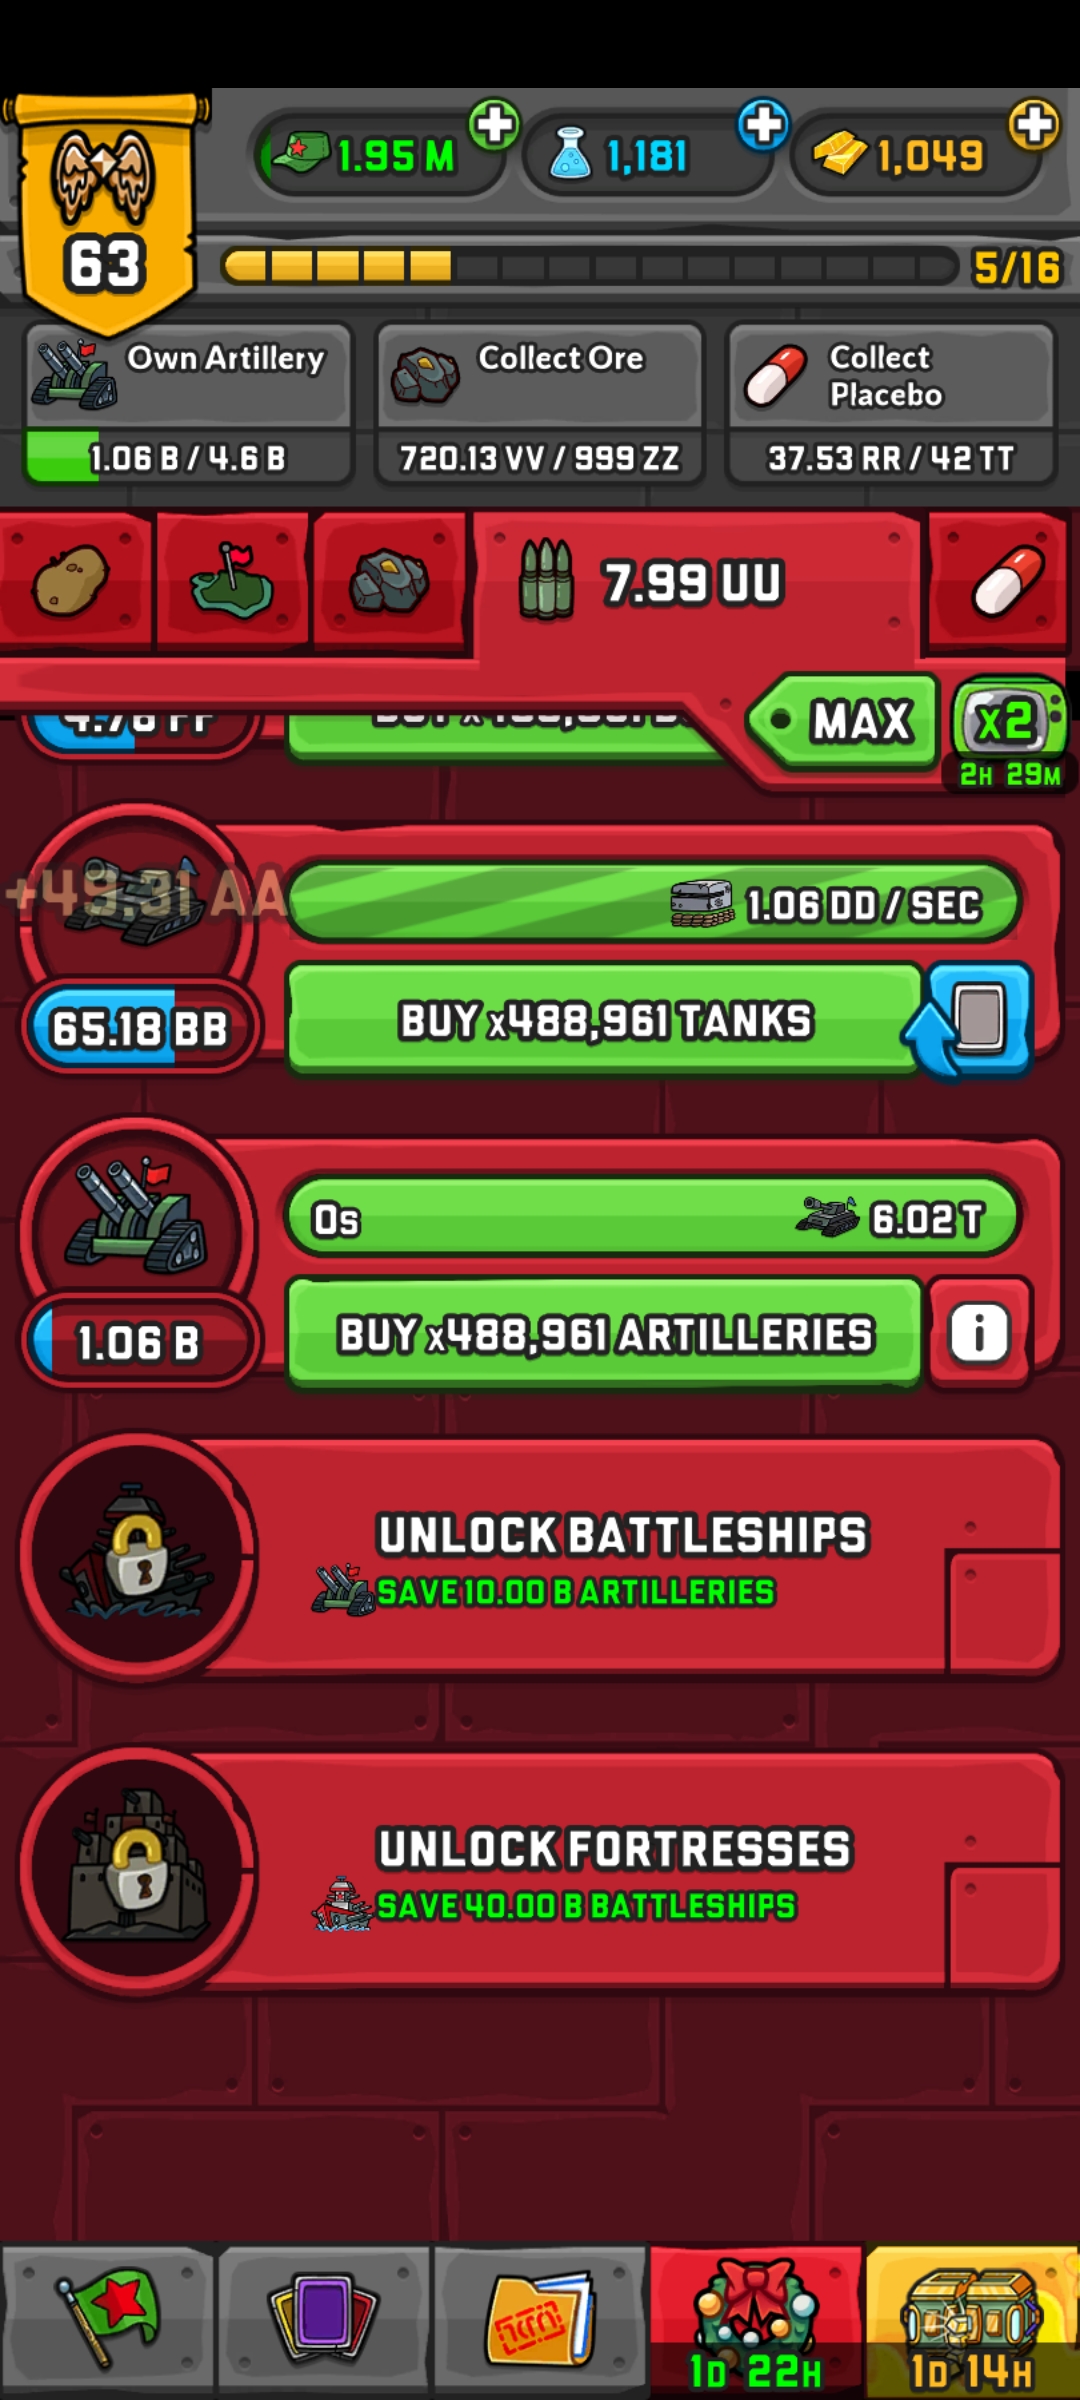 1.95 M
1,181
1,049
63
5/16
Own Artillery
1.06 B / 4.6 B
Collect Ore
720.13 VV / 999 ZZ
Collect
Placebo
37.53 RR / 42 TT
7.99 UU
MAX
x2
2H 29M
+49.31 AA
1.06 DD / SEC
65.18 BB
BUY x488,961 TANKS
0s
6.02 T
1.06 B
BUY x488,961 ARTILLERIES
i
UNLOCK BATTLESHIPS
SAVE 10.00 B ARTILLERIES
UNLOCK FORTRESSES
SAVE 40.00 B BATTLESHIPS
1D 22H
1D 14H